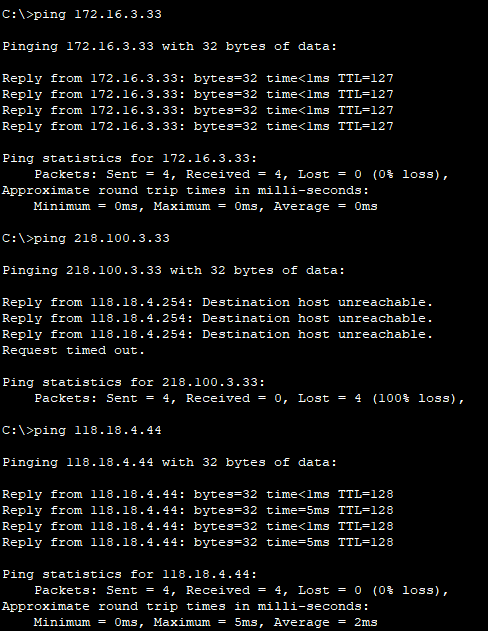 C:\>ping 172.16.3.33
Pinging 172.16.3.33 with 32 bytes of data:
Reply from 172.16.3.33: bytes=32 time<1ms TTL=127
Reply from 172.16.3.33: bytes=32 time<1ms TTL=127
Reply from 172.16.3.33: bytes=32 time<1ms TTL=127
Reply from 172.16.3.33: bytes=32 time<1ms TTL=127
Ping statistics for 172.16.3.33:
    Packets: Sent = 4, Received = 4, Lost = 0 (0% loss),
Approximate round trip times in milli-seconds:
    Minimum = 0ms, Maximum = 0ms, Average = 0ms
C:\>ping 218.100.3.33
Pinging 218.100.3.33 with 32 bytes of data:
Reply from 118.18.4.254: Destination host unreachable.
Reply from 118.18.4.254: Destination host unreachable.
Reply from 118.18.4.254: Destination host unreachable.
Request timed out.
Ping statistics for 218.100.3.33:
    Packets: Sent = 4, Received = 0, Lost = 4 (100% loss),
C:\>ping 118.18.4.44
Pinging 118.18.4.44 with 32 bytes of data:
Reply from 118.18.4.44: bytes=32 time<1ms TTL=128
Reply from 118.18.4.44: bytes=32 time=5ms TTL=128
Reply from 118.18.4.44: bytes=32 time<1ms TTL=128
Reply from 118.18.4.44: bytes=32 time=5ms TTL=128
Ping statistics for 118.18.4.44:
    Packets: Sent = 4, Received = 4, Lost = 0 (0% loss),
Approximate round trip times in milli-seconds:
    Minimum = 0ms, Maximum = 5ms, Average = 2ms